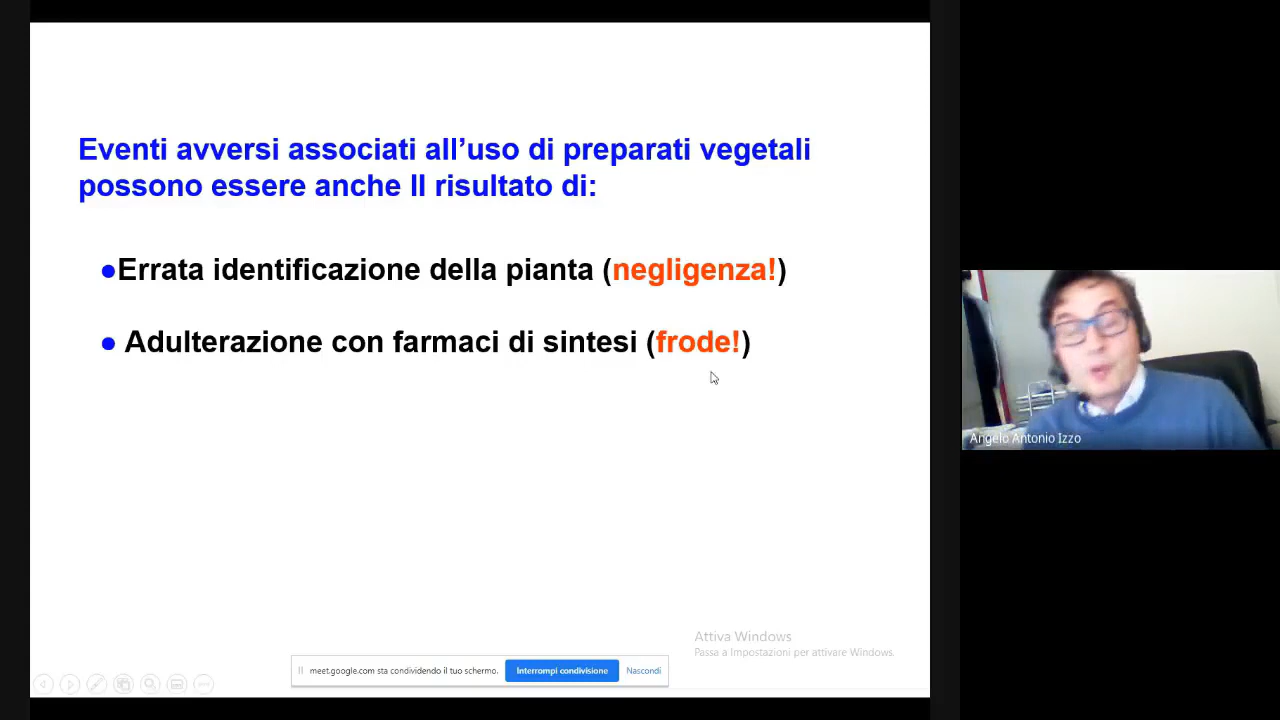 Eventi avversi associati all’uso di preparati vegetali
possono essere anche Il risultato di:
●Errata identificazione della pianta (negligenza!)
● Adulterazione con farmaci di sintesi (frode!)
Angelo Antonio Izzo
Attiva Windows
Passa a Impostazioni per attivare Windows.
meet.google.com sta condividendo il tuo schermo. Interrompi condivisione Nascondi